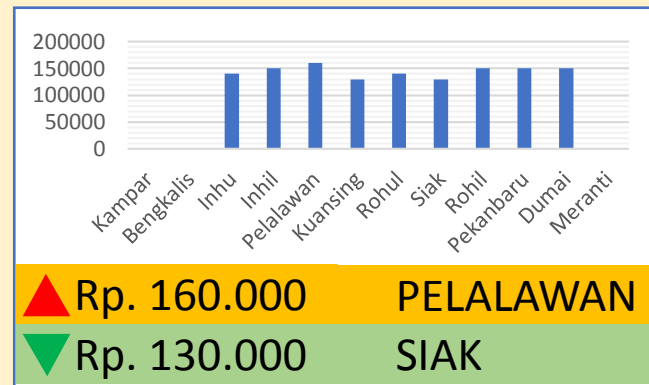 200000
150000
100000
50000
0
Kampar
Bengkalis
Inhu
Inhil
Pelalawan
Kuansing
Rohul
Siak
Rohil
Pekanbaru
Dumai
Meranti
Rp. 160.000 PELALAWAN
Rp. 130.000 SIAK